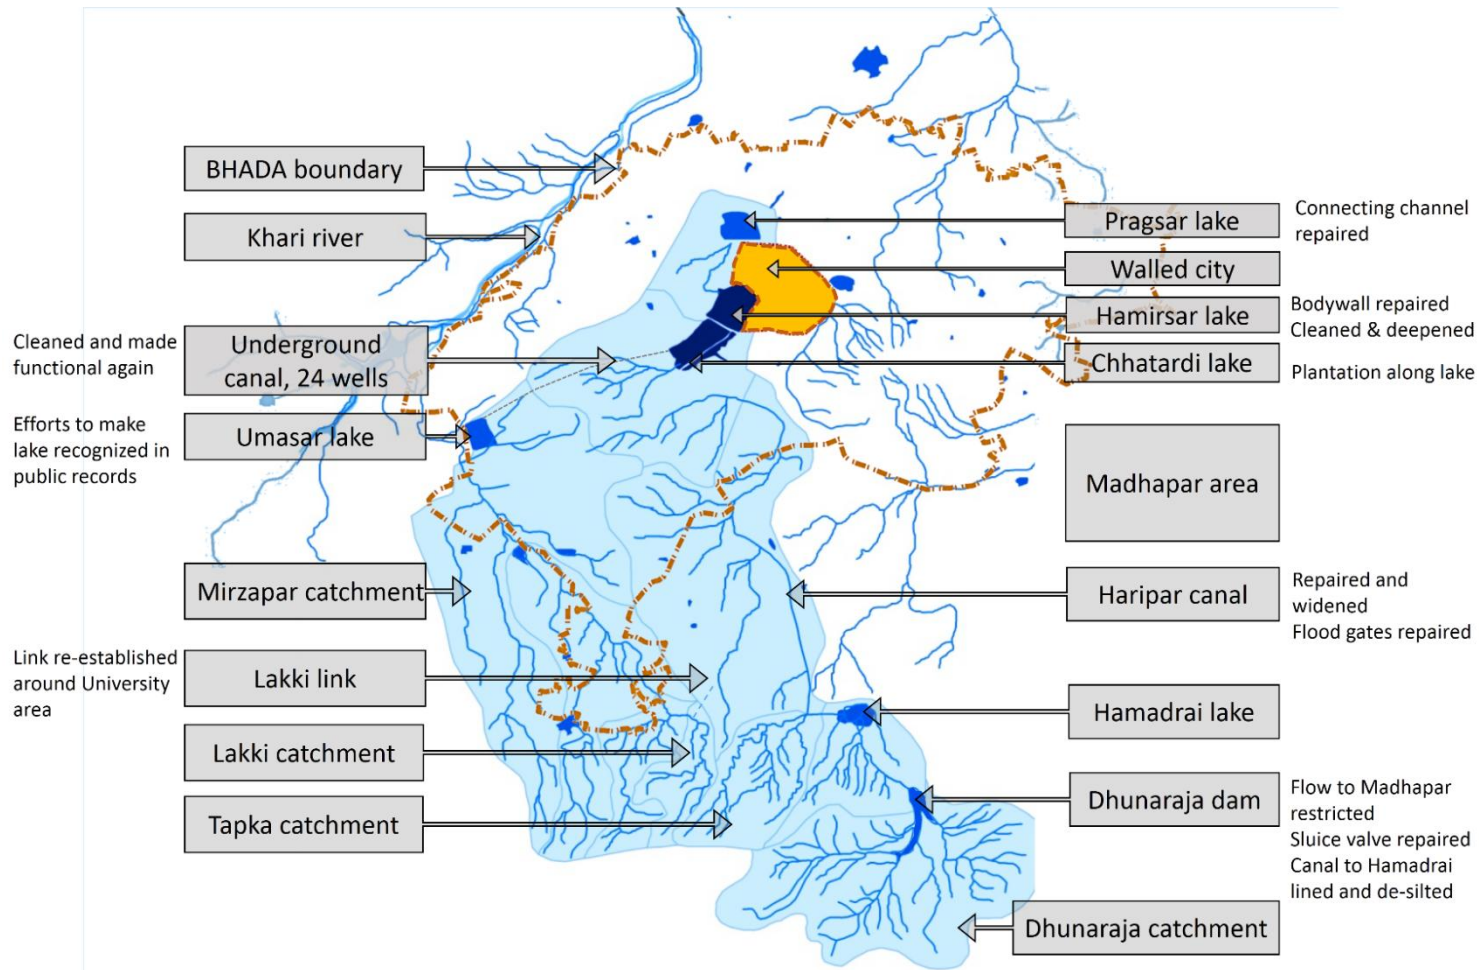 BHADA boundary
Khari river
Cleaned and made
functional again
Underground
canal, 24 wells
Efforts to make
lake recognized in
public records
Umasar lake
Mirzapar catchment
Link re-established
around University
area
Lakki link
Lakki catchment
Tapka catchment
Pragsar lake
Connecting channel
repaired
Walled city
Hamirsar lake
Bodywall repaired
Cleaned & deepened
Chhatardi lake
Plantation along lake
Madhapar area
Haripar canal
Repaired and
widened
Flood gates repaired
Hamadrai lake
Dhunaraja dam
Flow to Madhapar
restricted
Sluice valve repaired
Canal to Hamadrai
lined and de-silted
Dhunaraja catchment